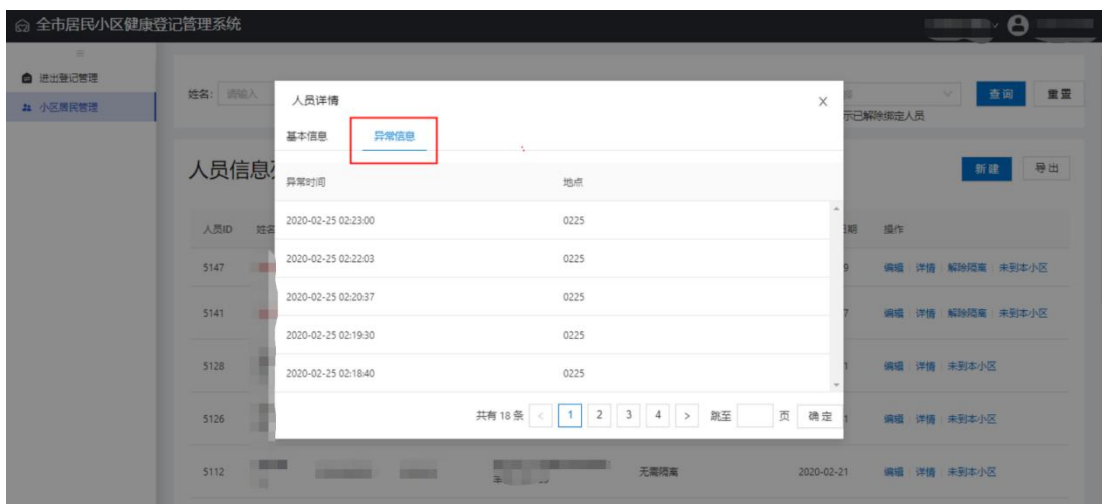 全市居民小区健康登记管理系统
进出登记管理
小区居民管理
姓名: 请输入
查询 重置
示已解除绑定人员
人员信息
新建 导出
人员ID 姓名 期 操作
5147 9 编辑 详情 解除隔离 未到本小区
5141 7 编辑 详情 解除隔离 未到本小区
5128 1 编辑 详情 未到本小区
5126 1 编辑 详情 未到本小区
5112 无需隔离 2020-02-21 编辑 详情 未到本小区
人员详情 X
基本信息 异常信息
异常时间 地点
2020-02-25 02:23:00 0225
2020-02-25 02:22:03 0225
2020-02-25 02:20:37 0225
2020-02-25 02:19:30 0225
2020-02-25 02:18:40 0225
共有 18 条 < 1 2 3 4 > 跳至 页 确定